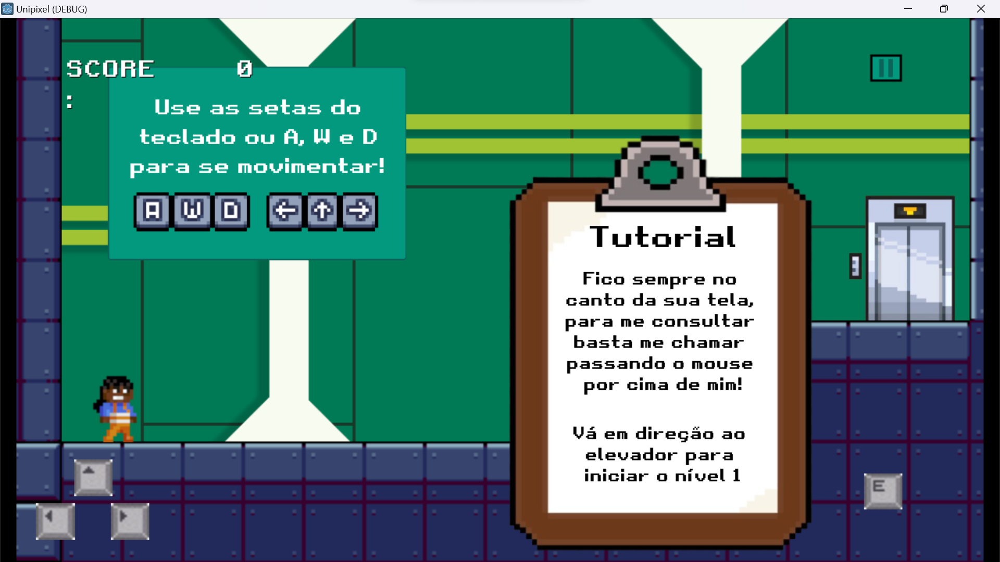 Unipixel (DEBUG)
SCORE 0
:
Use as setas do
teclado ou A, W e D
para se movimentar!
A W D ← ↑ →
Tutorial
Fico sempre no
canto da sua tela,
para me consultar
basta me chamar
passando o mouse
por cima de mim!
Vá em direção ao
elevador para
iniciar o nível 1
E